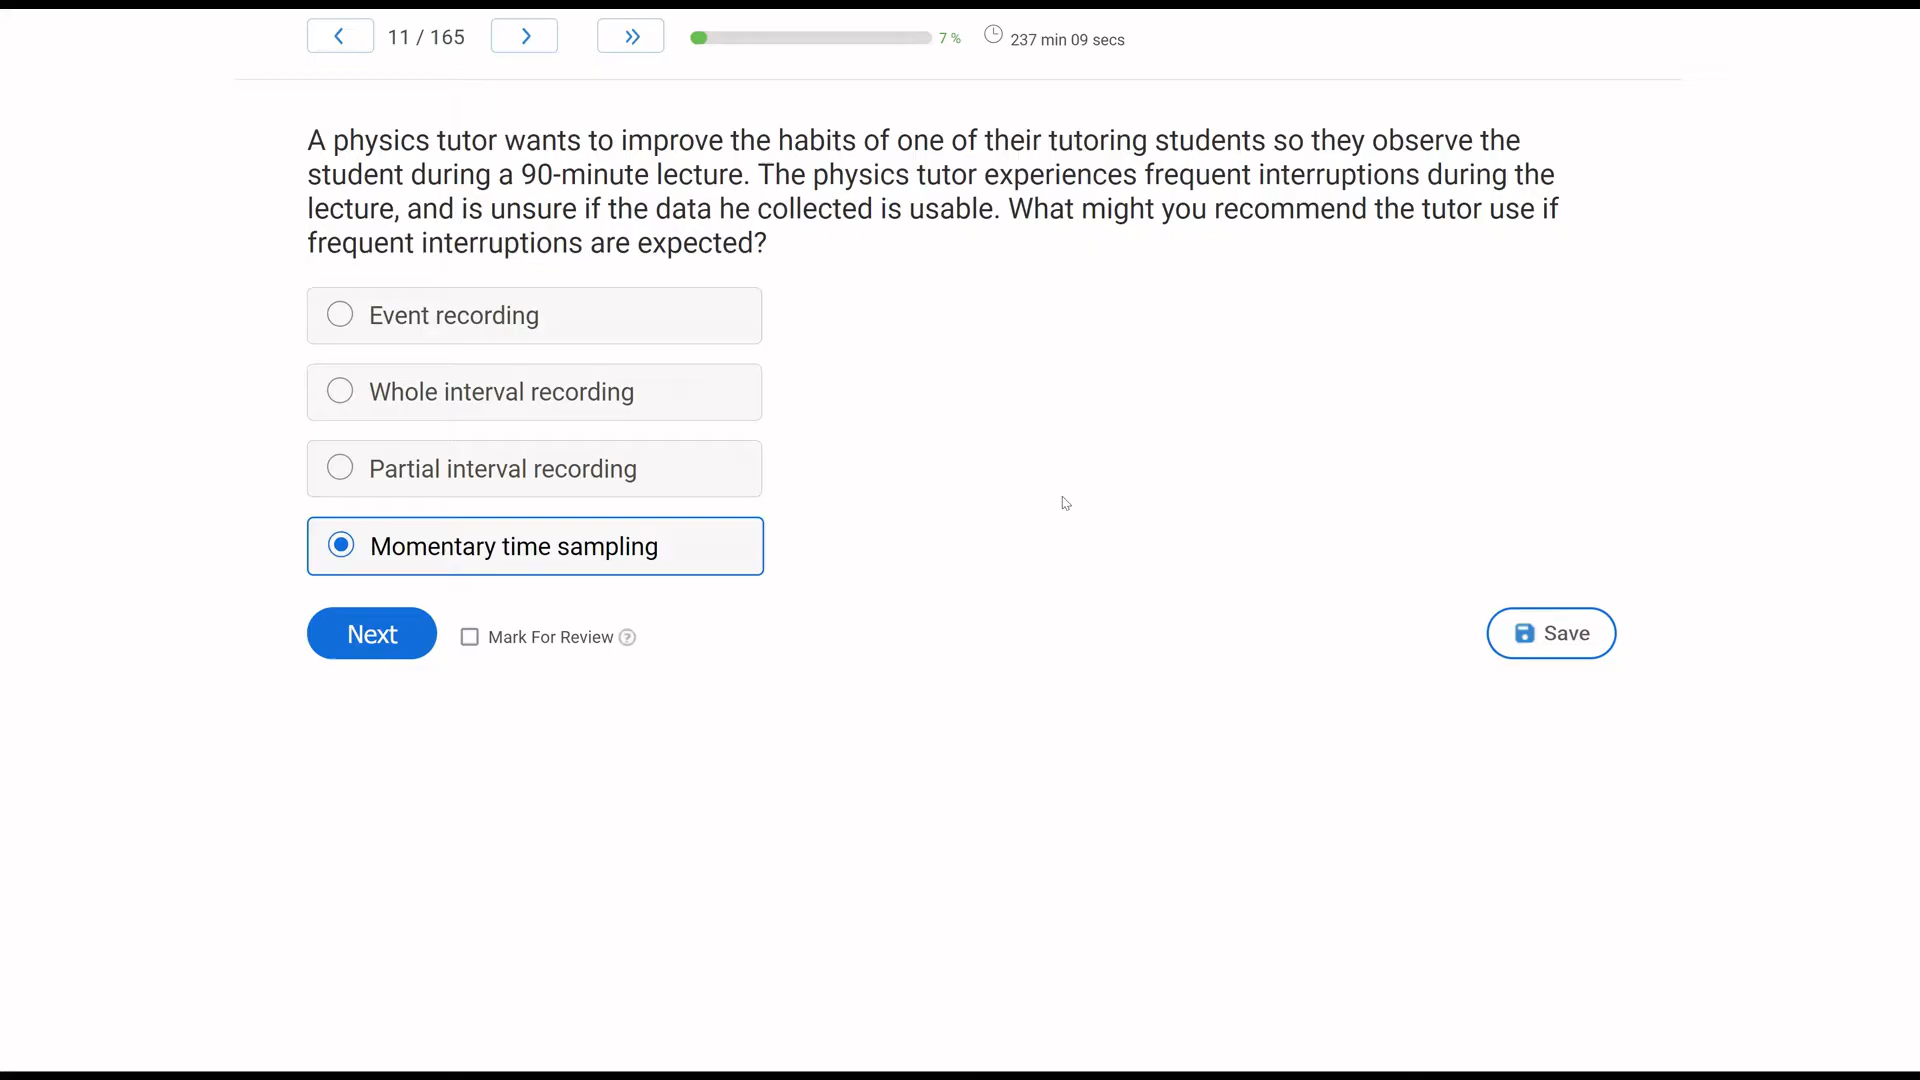 11 / 165
7 %
237 min 09 secs
A physics tutor wants to improve the habits of one of their tutoring students so they observe the
student during a 90-minute lecture. The physics tutor experiences frequent interruptions during the
lecture, and is unsure if the data he collected is usable. What might you recommend the tutor use if
frequent interruptions are expected?
Event recording
Whole interval recording
Partial interval recording
Momentary time sampling
Next
Mark For Review ?
Save